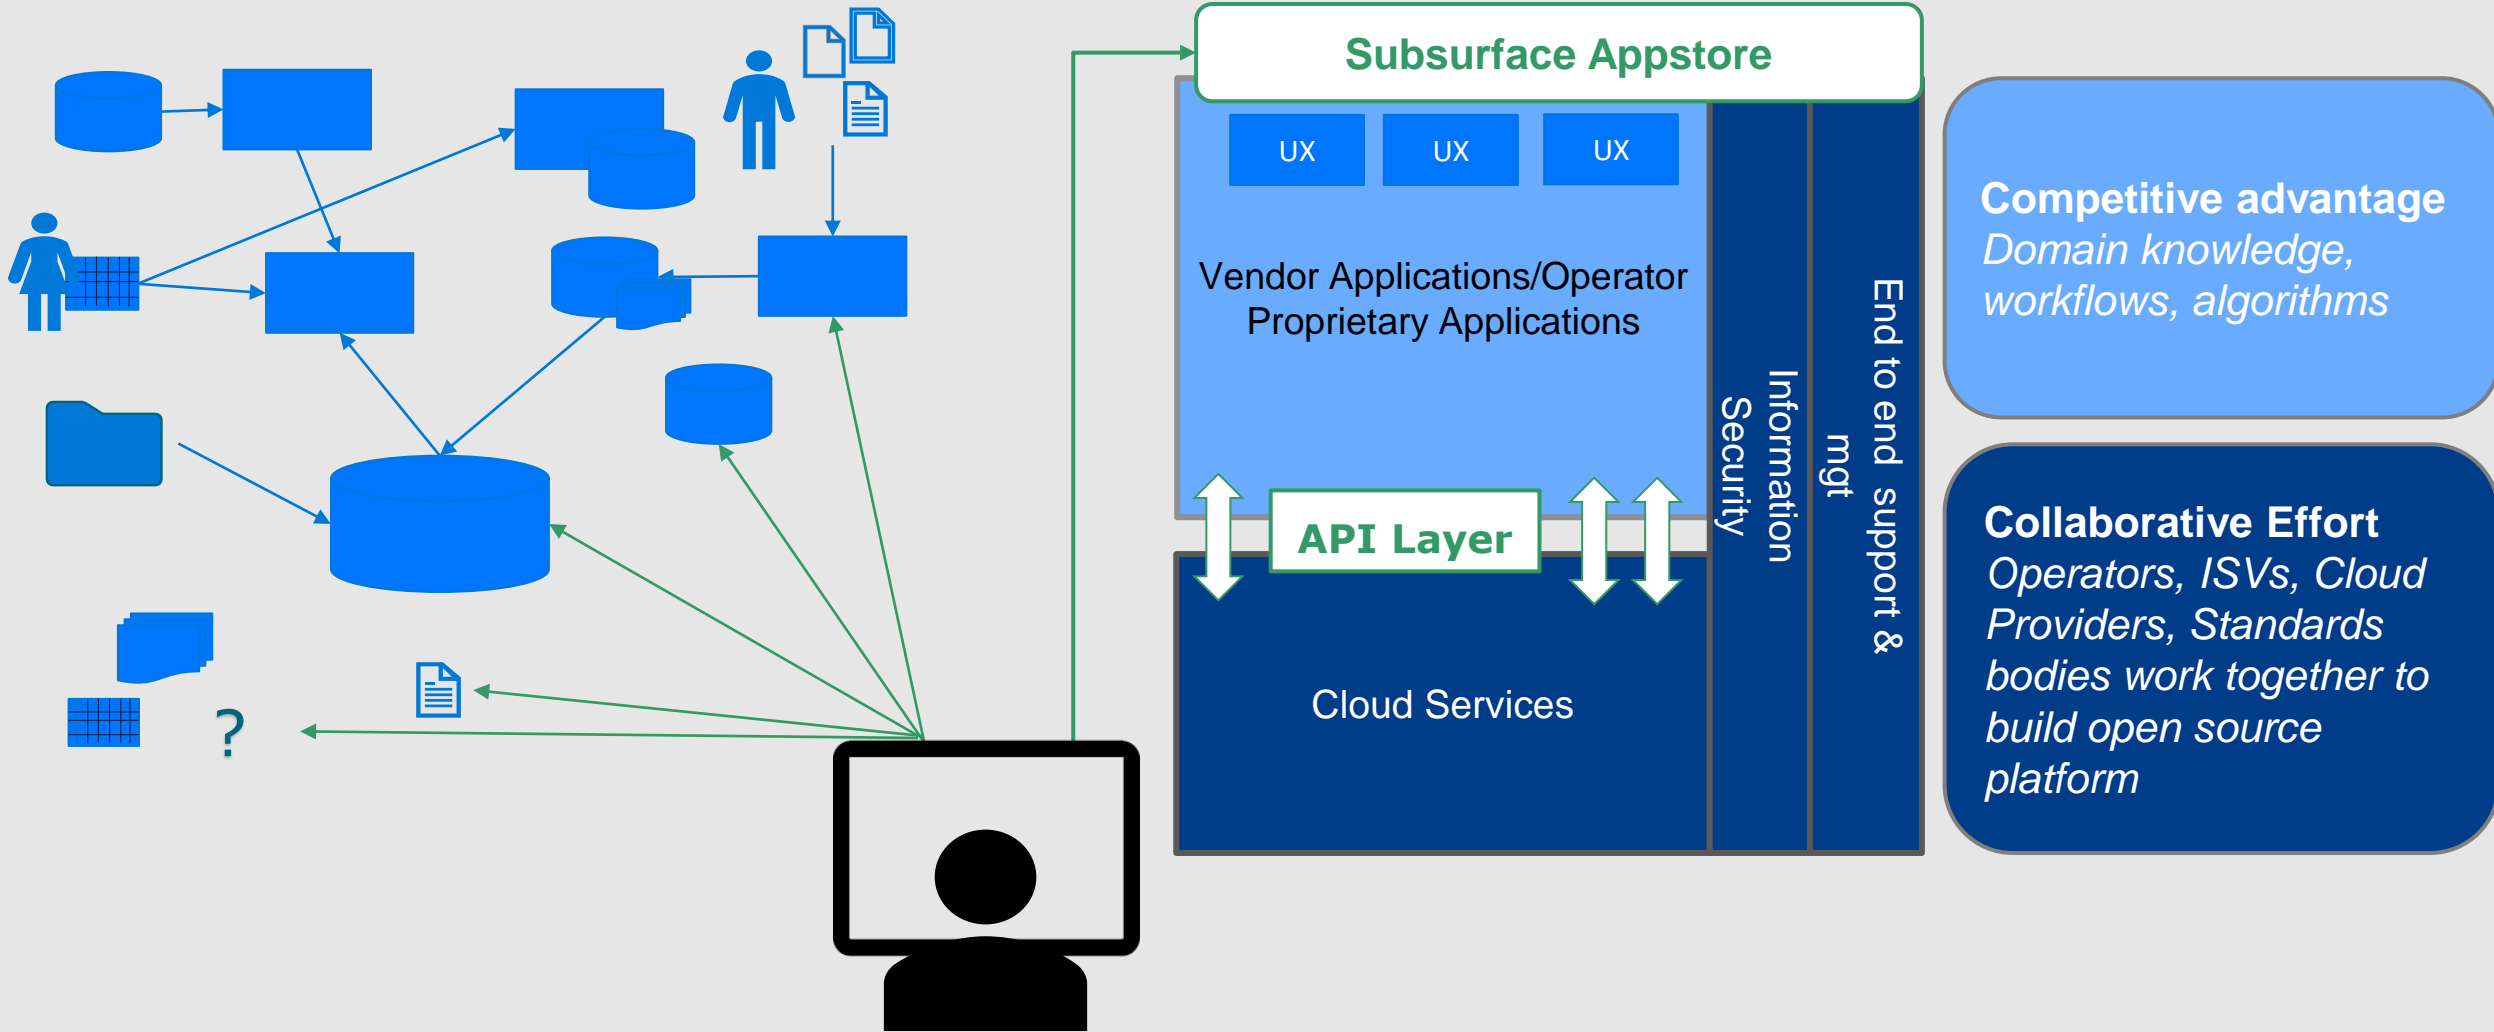 Subsurface Appstore
UX
UX
UX
Vendor Applications/Operator
Proprietary Applications
API Layer
Cloud Services
Information
Security
End to end  support &
mgt
Competitive advantage
Domain knowledge,
workflows, algorithms
Collaborative Effort
Operators, ISVs, Cloud
Providers, Standards
bodies work together to
build open source
platform
?